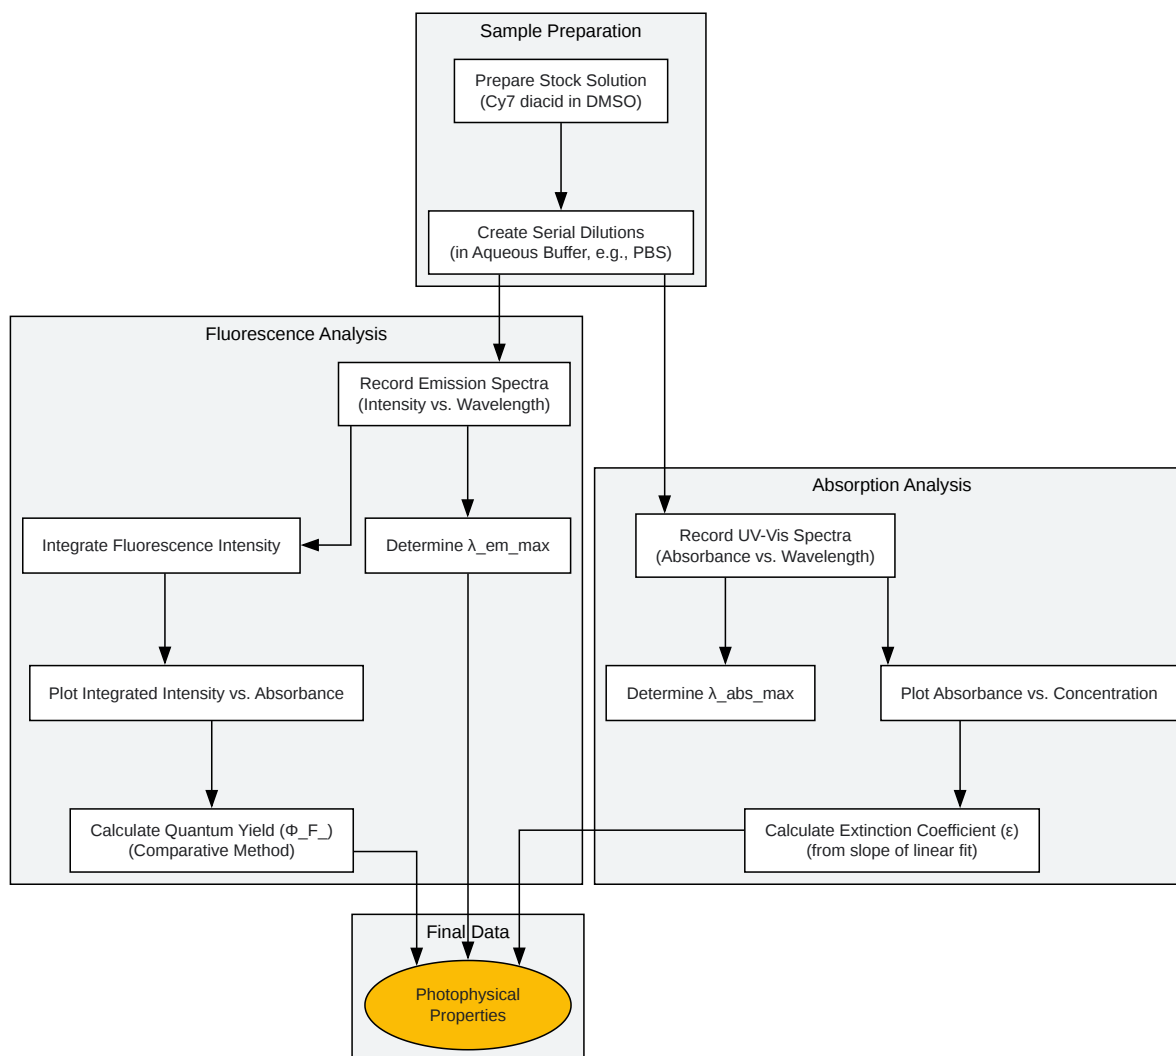 Sample Preparation
Prepare Stock Solution
(Cy7 diacid in DMSO)
Create Serial Dilutions
(in Aqueous Buffer, e.g., PBS)
Fluorescence Analysis
Record Emission Spectra
(Intensity vs. Wavelength)
Integrate Fluorescence Intensity
Determine λ_em_max
Plot Integrated Intensity vs. Absorbance
Calculate Quantum Yield (Φ_F_)
(Comparative Method)
Absorption Analysis
Record UV-Vis Spectra
(Absorbance vs. Wavelength)
Determine λ_abs_max
Plot Absorbance vs. Concentration
Calculate Extinction Coefficient (ε)
(from slope of linear fit)
Final Data
Photophysical
Properties